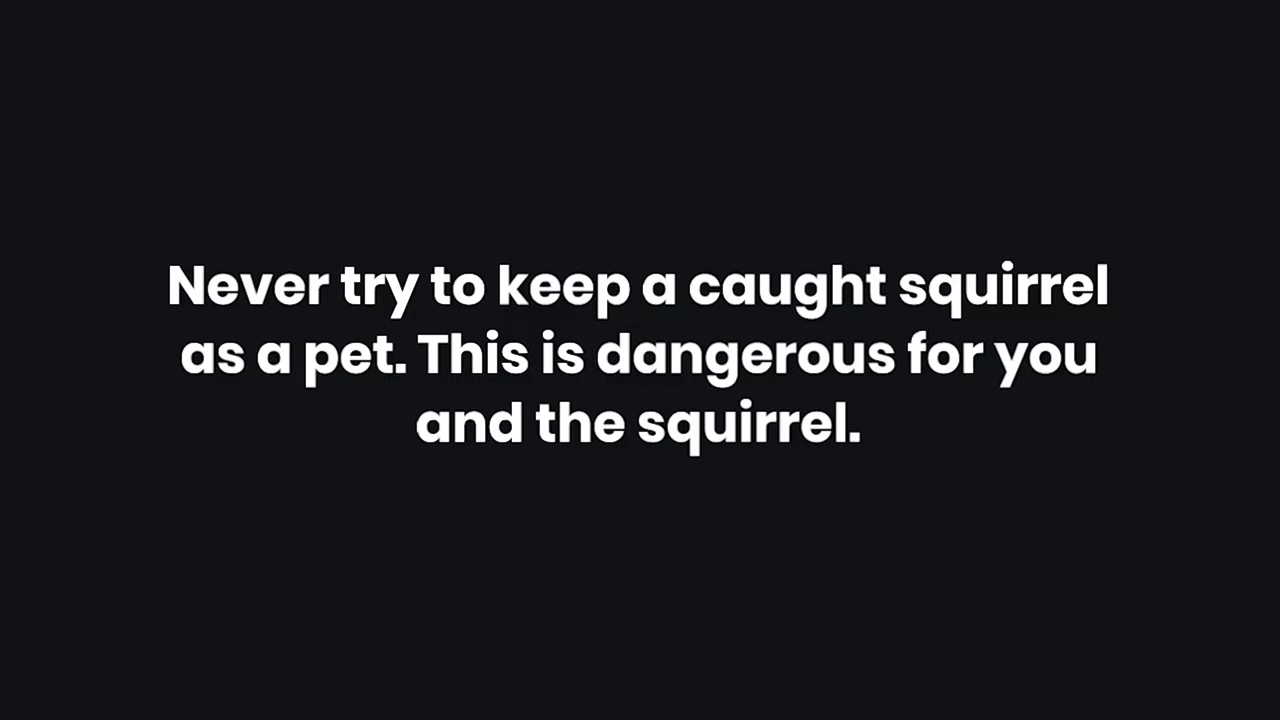 Never try to keep a caught squirrel
as a pet. This is dangerous for you
and the squirrel.